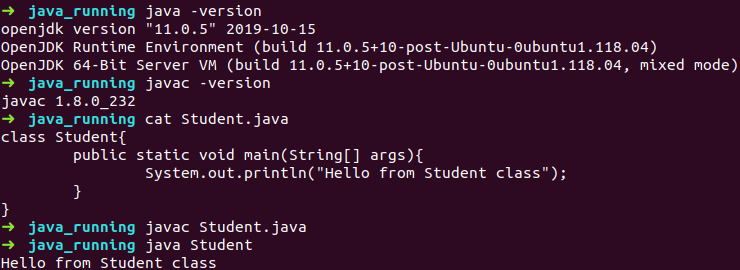 ➜ java_running java -version
openjdk version "11.0.5" 2019-10-15
OpenJDK Runtime Environment (build 11.0.5+10-post-Ubuntu-0ubuntu1.118.04)
OpenJDK 64-Bit Server VM (build 11.0.5+10-post-Ubuntu-0ubuntu1.118.04, mixed mode)
➜ java_running javac -version
javac 1.8.0_232
➜ java_running cat Student.java
class Student{
        public static void main(String[] args){
                System.out.println("Hello from Student class");
        }
}
➜ java_running javac Student.java
➜ java_running java Student
Hello from Student class